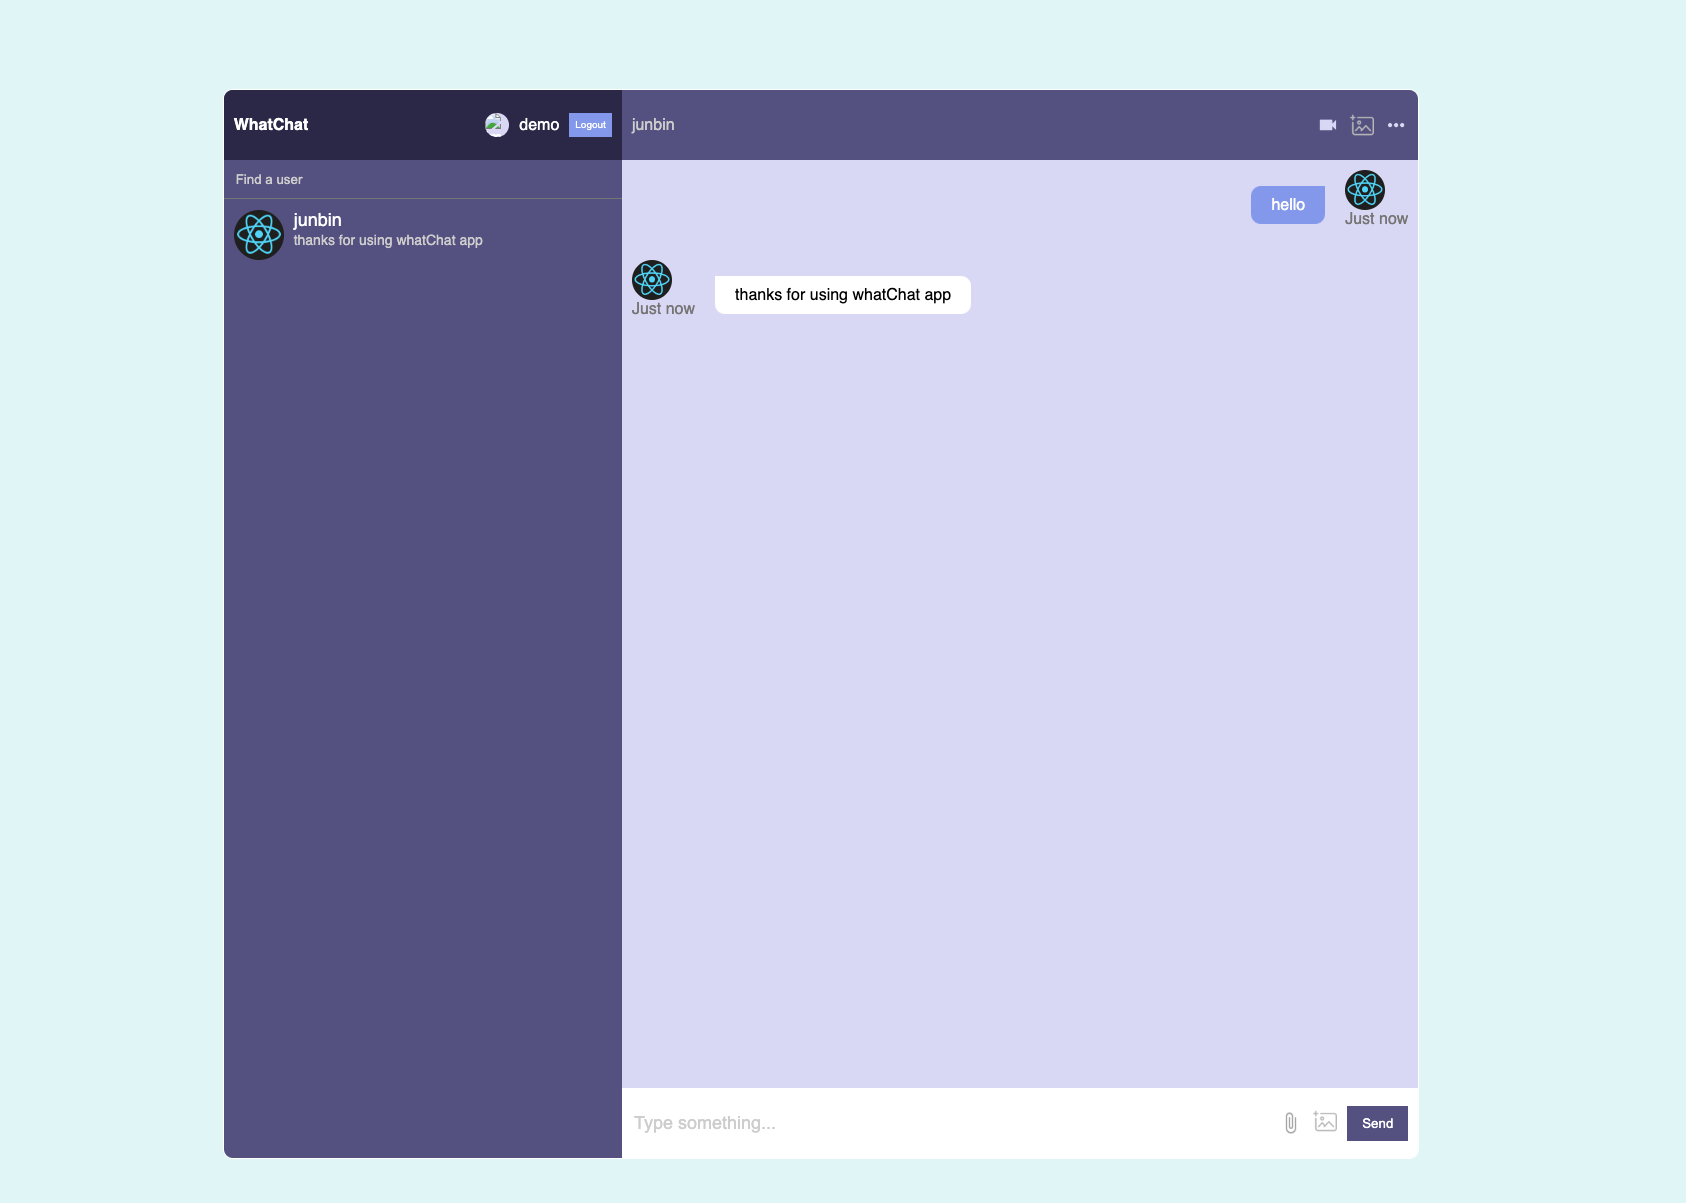 WhatChat
demo
Logout
junbin
Find a user
junbin
thanks for using whatChat app
hello
Just now
Just now
thanks for using whatChat app
Type something...
Send